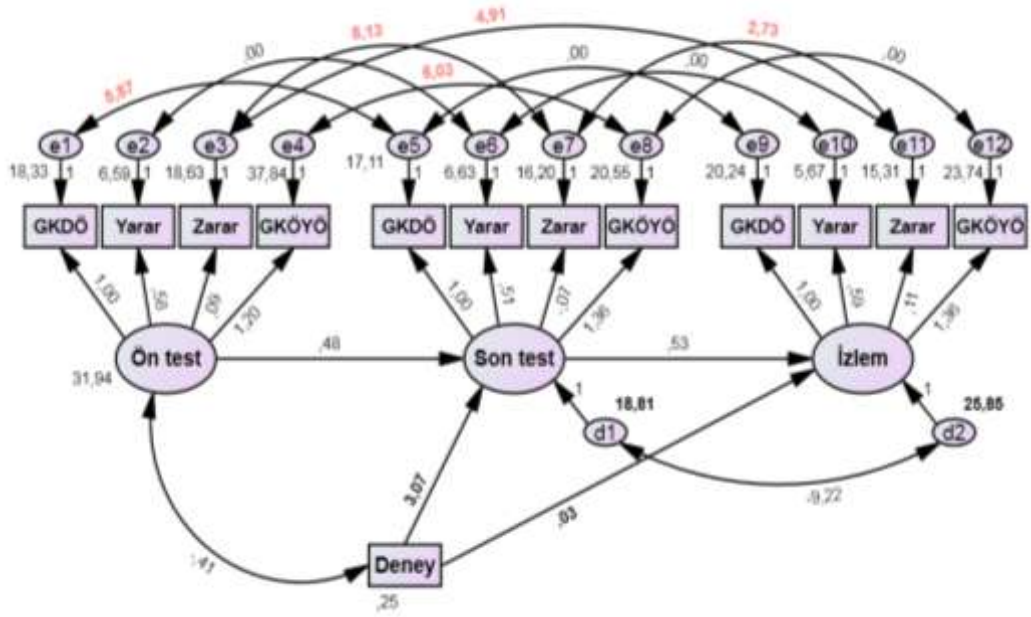 4,91
8,13
2,73
,00
,00
,00
,00
5,87
6,03
e1 e2 e3 e4 e5 e6 e7 e8 e9 e10 e11 e12
18,33 1 6,59 1 18,63 1 37,84 1 17,11 1 6,63 1 16,20 1 20,55 1 20,24 1 5,67 1 15,31 1 23,74 1
GKDÖ Yarar Zarar GKÖYÖ GKDÖ Yarar Zarar GKÖYÖ GKDÖ Yarar Zarar GKÖYÖ
1,00 ,09 1,20 1,00 ,51 1,36 1,00 ,59 ,11 1,36
,48 ,53
Ön test Son test İzlem
31,94
1 18,81 1 25,85
d1 d2
3,07
,03
-9,22
-,41
Deney
,25